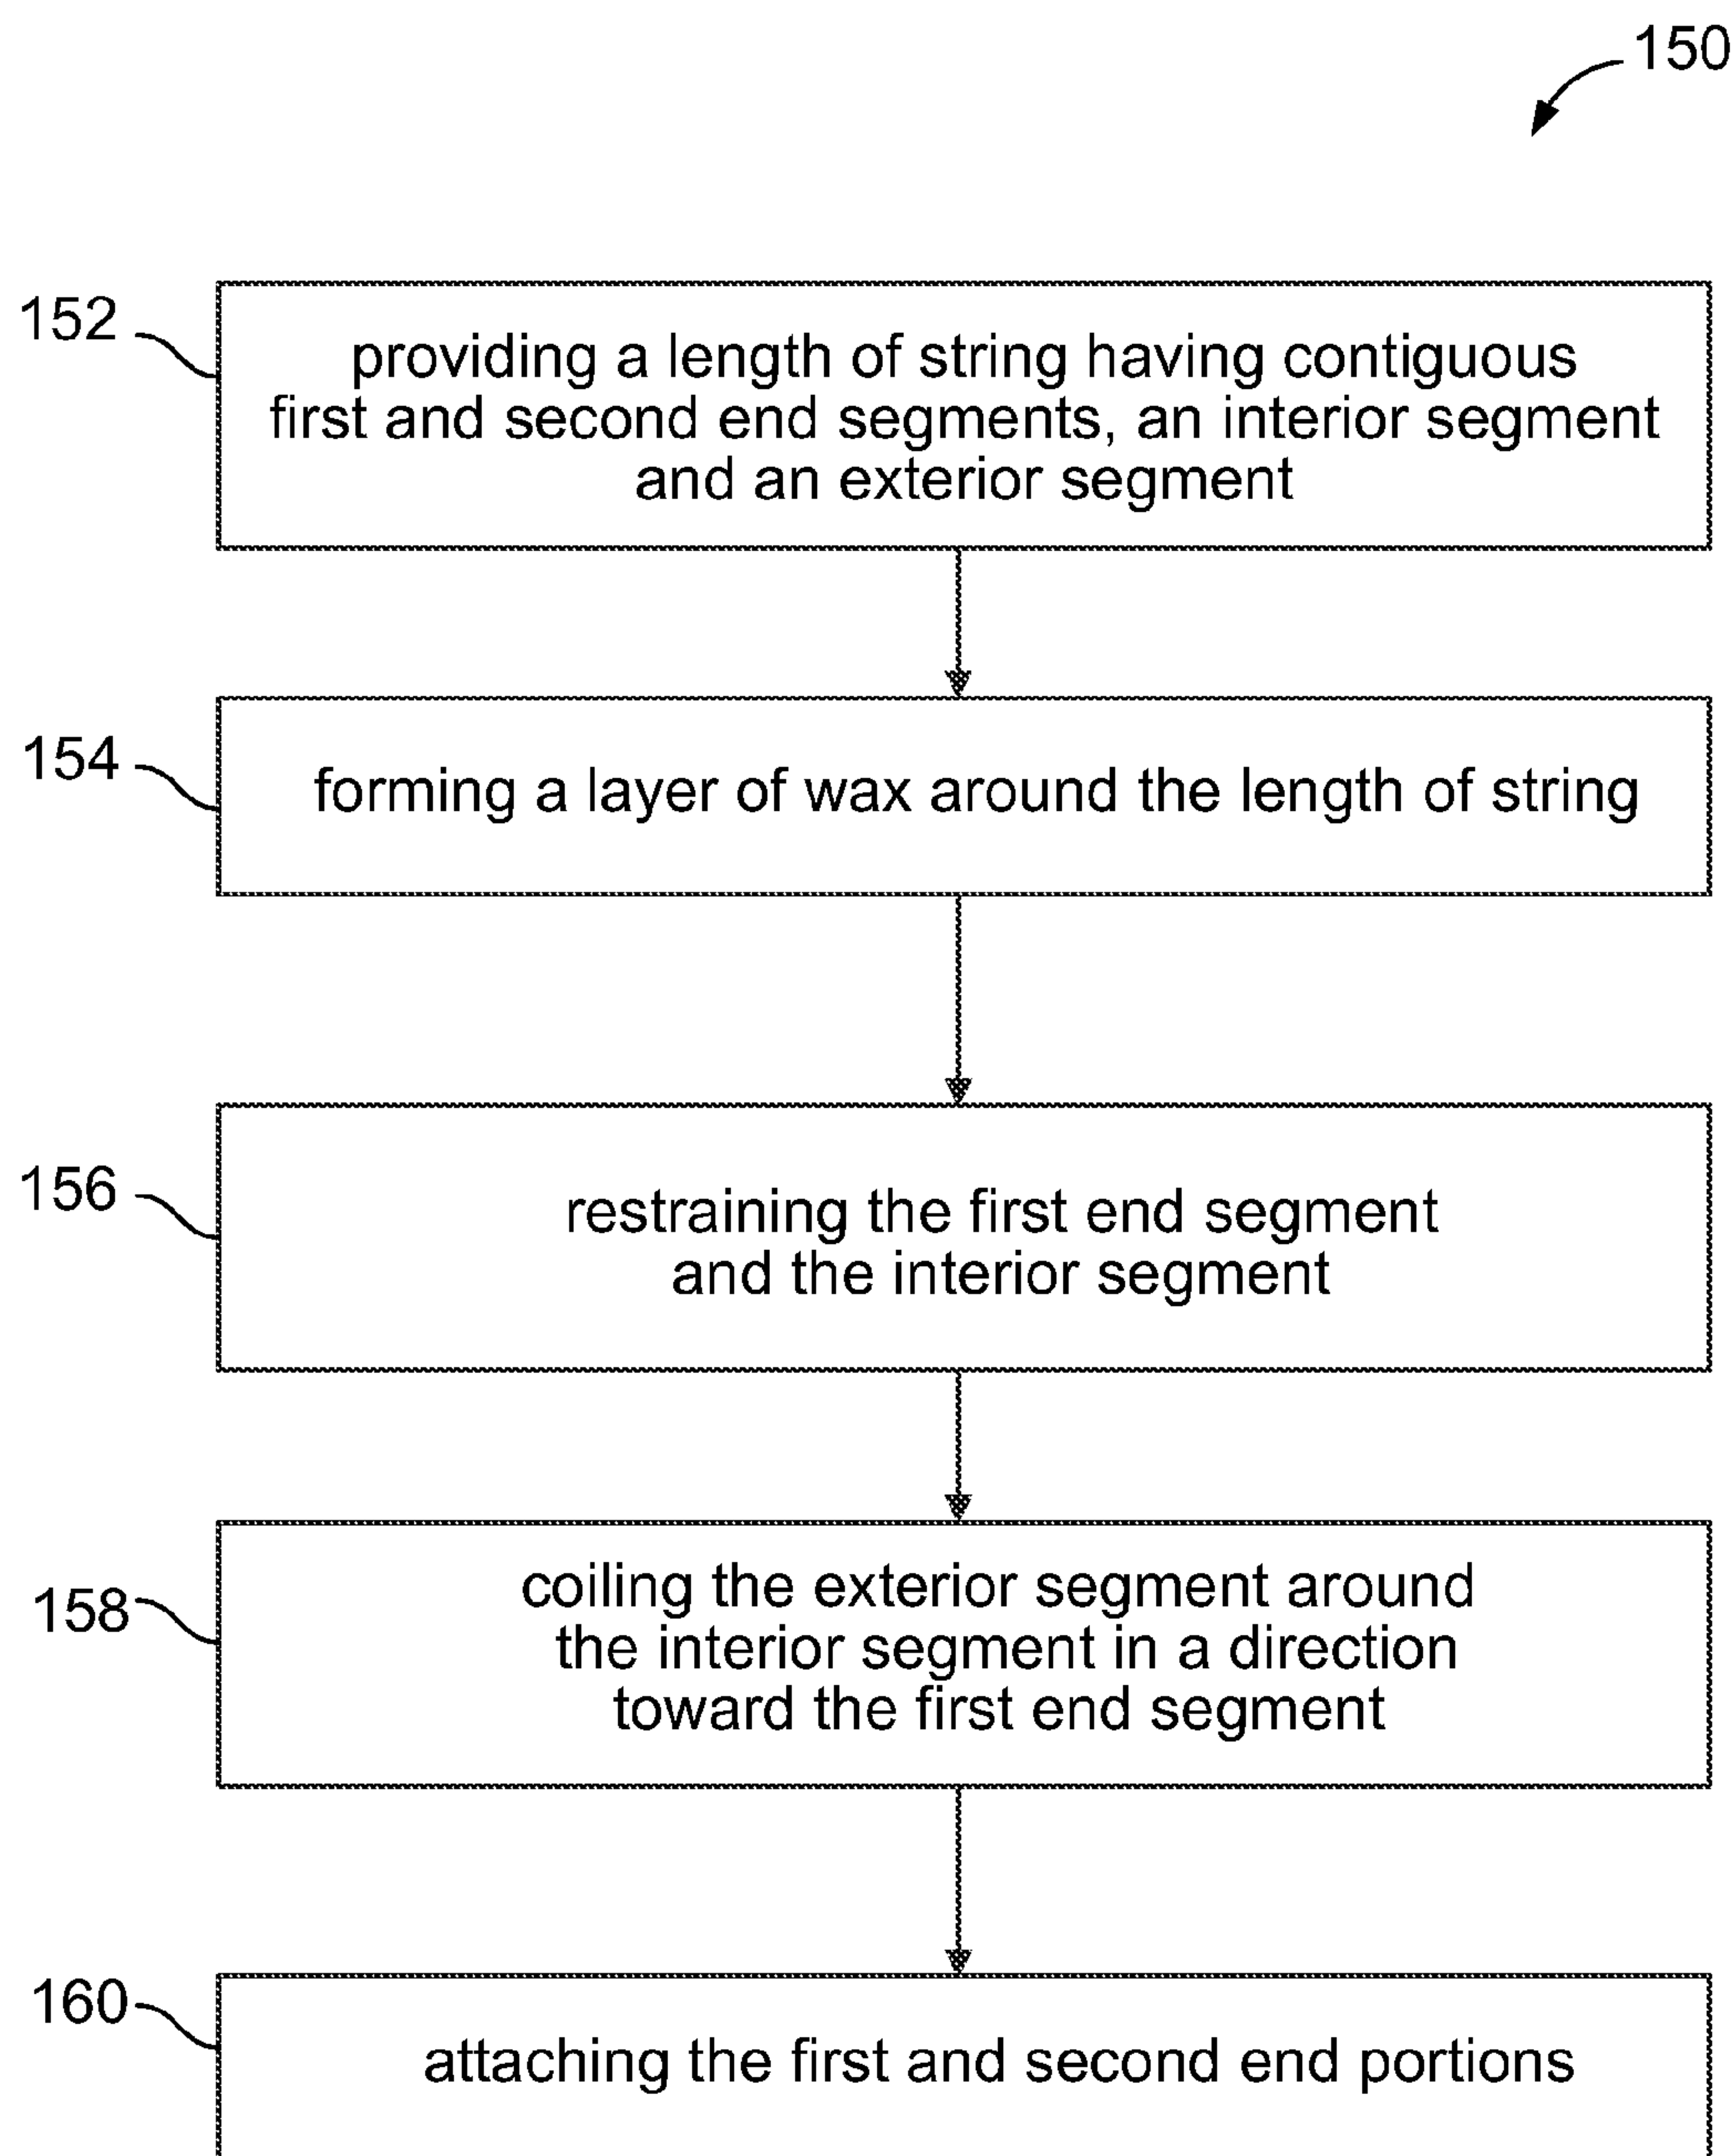 150
152
providing a length of string having contiguous
first and second end segments, an interior segment
and an exterior segment
154
forming a layer of wax around the length of string
156
restraining the first end segment
and the interior segment
158
coiling the exterior segment around
the interior segment in a direction
toward the first end segment
160
attaching the first and second end portions